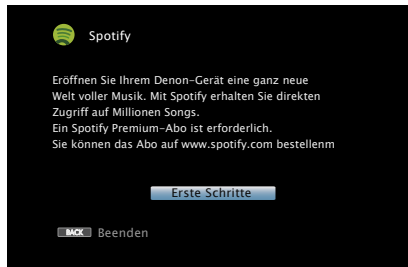 Spotify
Eröffnen Sie Ihrem Denon-Gerät eine ganz neue
Welt voller Musik. Mit Spotify erhalten Sie direkten
Zugriff auf Millionen Songs.
Ein Spotify Premium-Abo ist erforderlich.
Sie können das Abo auf www.spotify.com bestellenm
Erste Schritte
BACK Beenden